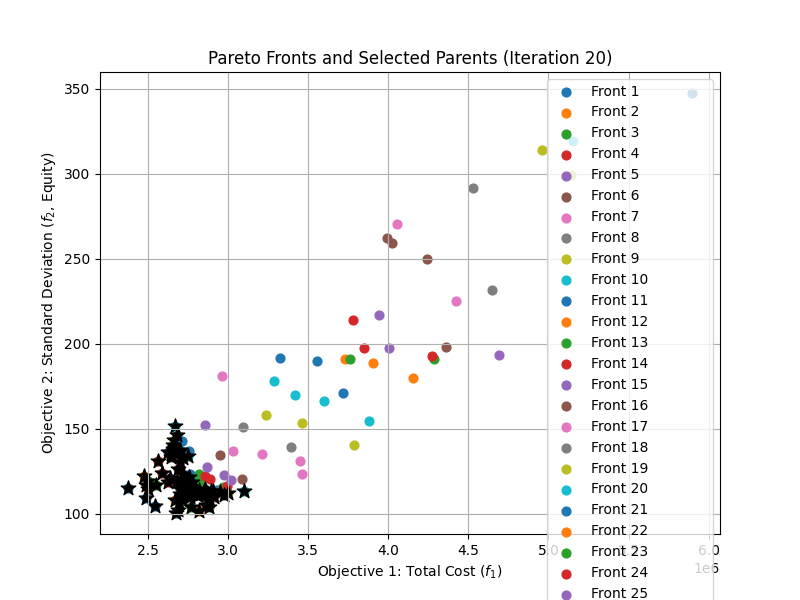 Pareto Fronts and Selected Parents (Iteration 20)
Objective 2: Standard Deviation (f₂, Equity)
350
300
250
200
150
100
2.5
3.0
3.5
4.0
4.5
5.0
6.0
1e6
Objective 1: Total Cost (f₁)
Front 1
Front 2
Front 3
Front 4
Front 5
Front 6
Front 7
Front 8
Front 9
Front 10
Front 11
Front 12
Front 13
Front 14
Front 15
Front 16
Front 17
Front 18
Front 19
Front 20
Front 21
Front 22
Front 23
Front 24
Front 25